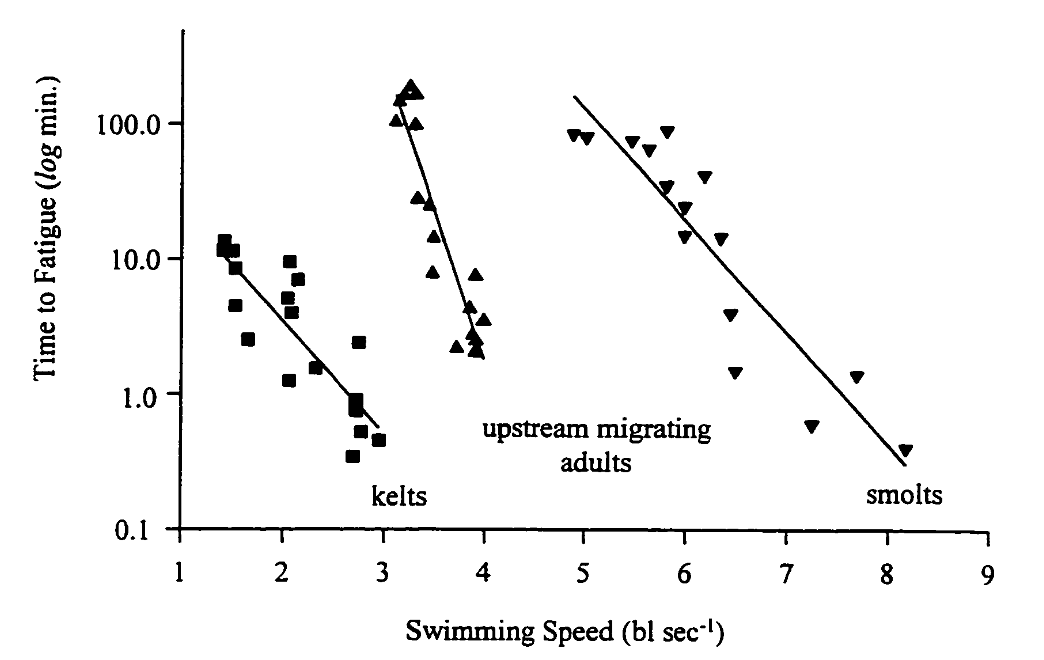 Time to Fatigue (log min.)
100.0
10.0
1.0
0.1
upstream migrating
adults
kelts
smolts
1 2 3 4 5 6 7 8 9
Swimming Speed (bl sec⁻¹)